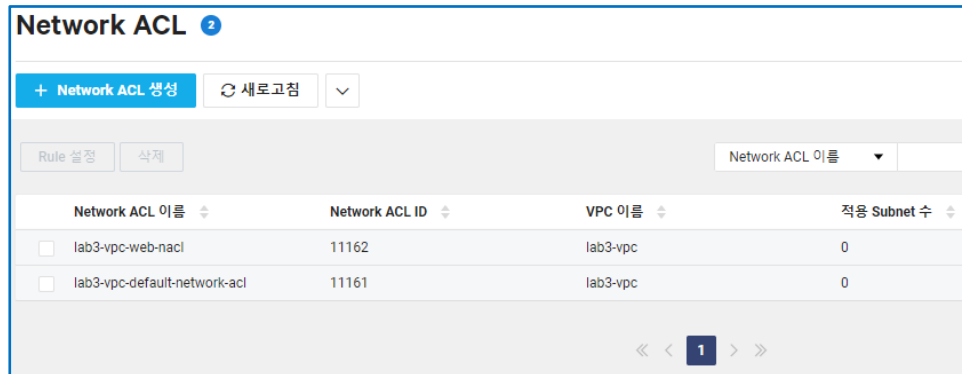 Network ACL 2
+ Network ACL 생성 새로고침
Rule 설정 삭제 Network ACL 이름
Network ACL 이름 Network ACL ID VPC 이름 적용 Subnet 수
lab3-vpc-web-nacl 11162 lab3-vpc 0
lab3-vpc-default-network-acl 11161 lab3-vpc 0
1